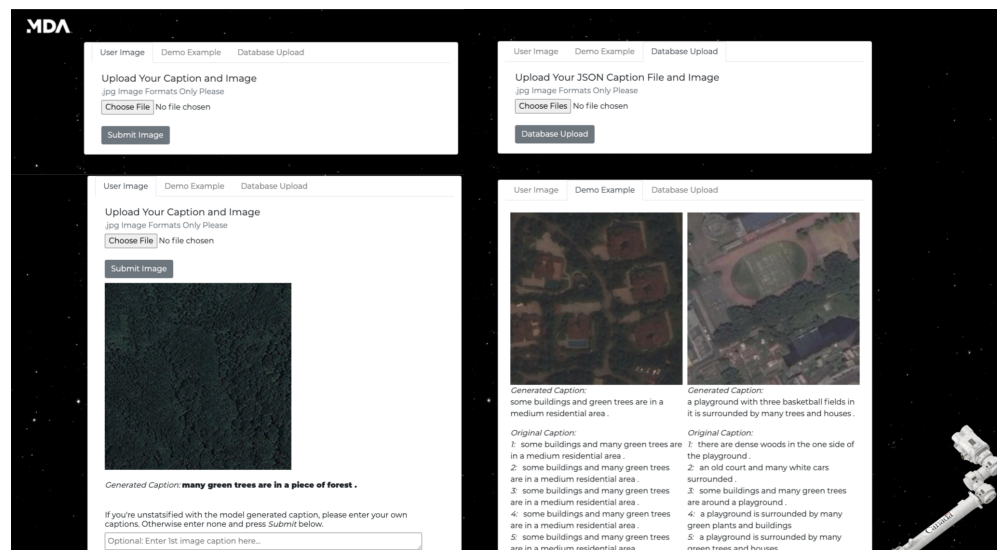 MDA
User Image Demo Example Database Upload
Upload Your Caption and Image
.jpg Image Formats Only Please
Choose File No file chosen
Submit Image
User Image Demo Example Database Upload
Upload Your JSON Caption File and Image
.jpg Image Formats Only Please
Choose Files No file chosen
Database Upload
User Image Demo Example Database Upload
Upload Your Caption and Image
.jpg Image Formats Only Please
Choose File No file chosen
Submit Image
Generated Caption: many green trees are in a piece of forest .
If you're unstatsified with the model generated caption, please enter your own
captions. Otherwise enter none and press Submit below.
Optional: Enter 1st image caption here...
User Image Demo Example Database Upload
Generated Caption:
some buildings and green trees are in a
medium residential area .
Original Caption:
1: some buildings and many green trees are
in a medium residential area .
2: some buildings and many green trees
are in a medium residential area .
3: some buildings and many green trees
are in a medium residential area .
4: some buildings and many green trees
are in a medium residential area .
5: some buildings and many green trees
are in a medium residential area
Generated Caption:
a playground with three basketball fields in
it is surrounded by many trees and houses .
Original Caption:
1: there are dense woods in the one side of
the playground .
2: an old court and many white cars
surrounded .
3: some buildings and many green trees
are around a playground .
4: a playground is surrounded by many
green plants and buildings
5: a playground is surrounded by many
green trees and houses
Canada